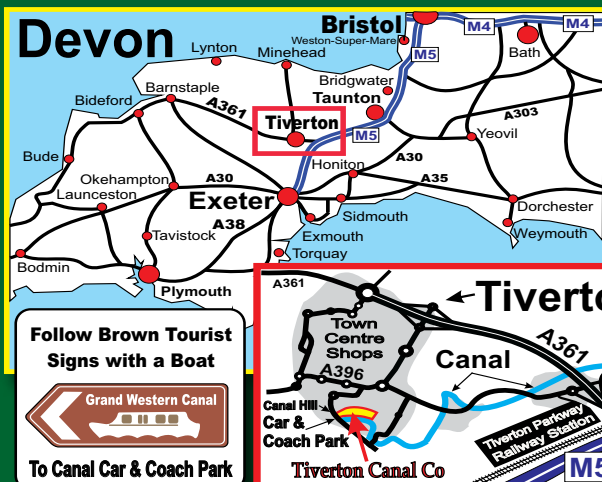 Devon
Bristol
Weston-Super-Mare
M4
M4
M5
Bath
Lynton
Minehead
Bridgwater
Taunton
Barnstaple
Bideford
A361
Tiverton
M5
A303
Yeovil
Bude
Honiton
A30
Okehampton
A30
A35
Launceston
Exeter
Sidmouth
Dorchester
A38
Exmouth
Weymouth
Tavistock
Torquay
Bodmin
Plymouth
Follow Brown Tourist
Signs with a Boat
Grand Western Canal
To Canal Car & Coach Park
A361
Tiverto
Town
Centre
Shops
A361
Canal
A396
Canal Hill
Car &
Coach Park
Tiverton Parkway
Railway Station
Tiverton Canal Co
M5